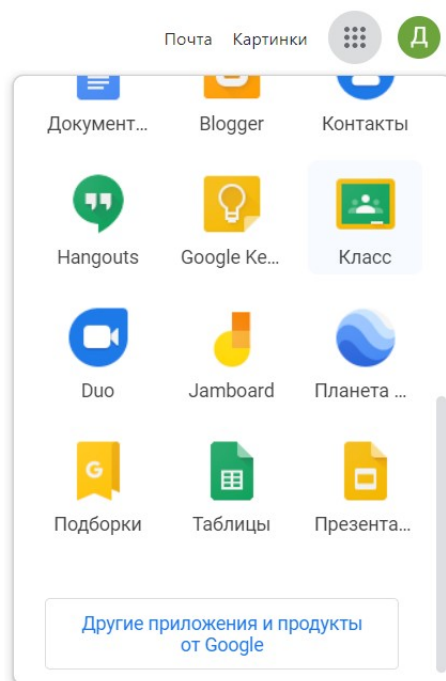 Почта Картинки Д
Документ... Blogger Контакты
Hangouts Google Ke... Класс
Duo Jamboard Планета ...
G
Подборки Таблицы Презента...
Другие приложения и продукты
от Google